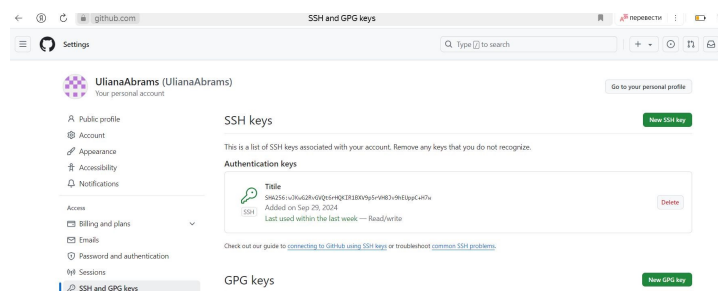 github.com
SSH and GPG keys
перевести
Settings
Type / to search
UlianaAbrams (UlianaAbrams)
Your personal account
Go to your personal profile
Public profile
Account
Appearance
Accessibility
Notifications
Access
Billing and plans
Emails
Password and authentication
Sessions
SSH and GPG keys
SSH keys
New SSH key
This is a list of SSH keys associated with your account. Remove any keys that you do not recognize.
Authentication keys
Titile
SSH
Added on Sep 29, 2024
Last used within the last week — Read/write
Delete
Check out our guide to connecting to GitHub using SSH keys or troubleshoot common SSH problems.
GPG keys
New GPG key